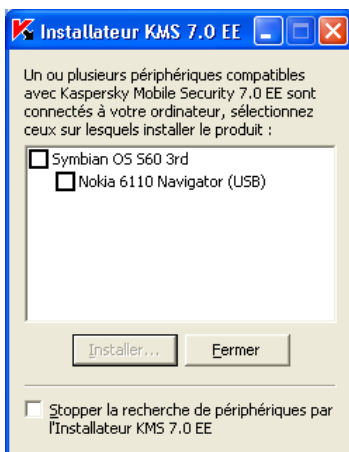 Installateur KMS 7.0 EE
Un ou plusieurs périphériques compatibles
avec Kaspersky Mobile Security 7.0 EE sont
connectés à votre ordinateur, sélectionnez
ceux sur lesquels installer le produit :
Symbian OS S60 3rd
Nokia 6110 Navigator (USB)
Installer... Fermer
Stopper la recherche de périphériques par
l'Installateur KMS 7.0 EE